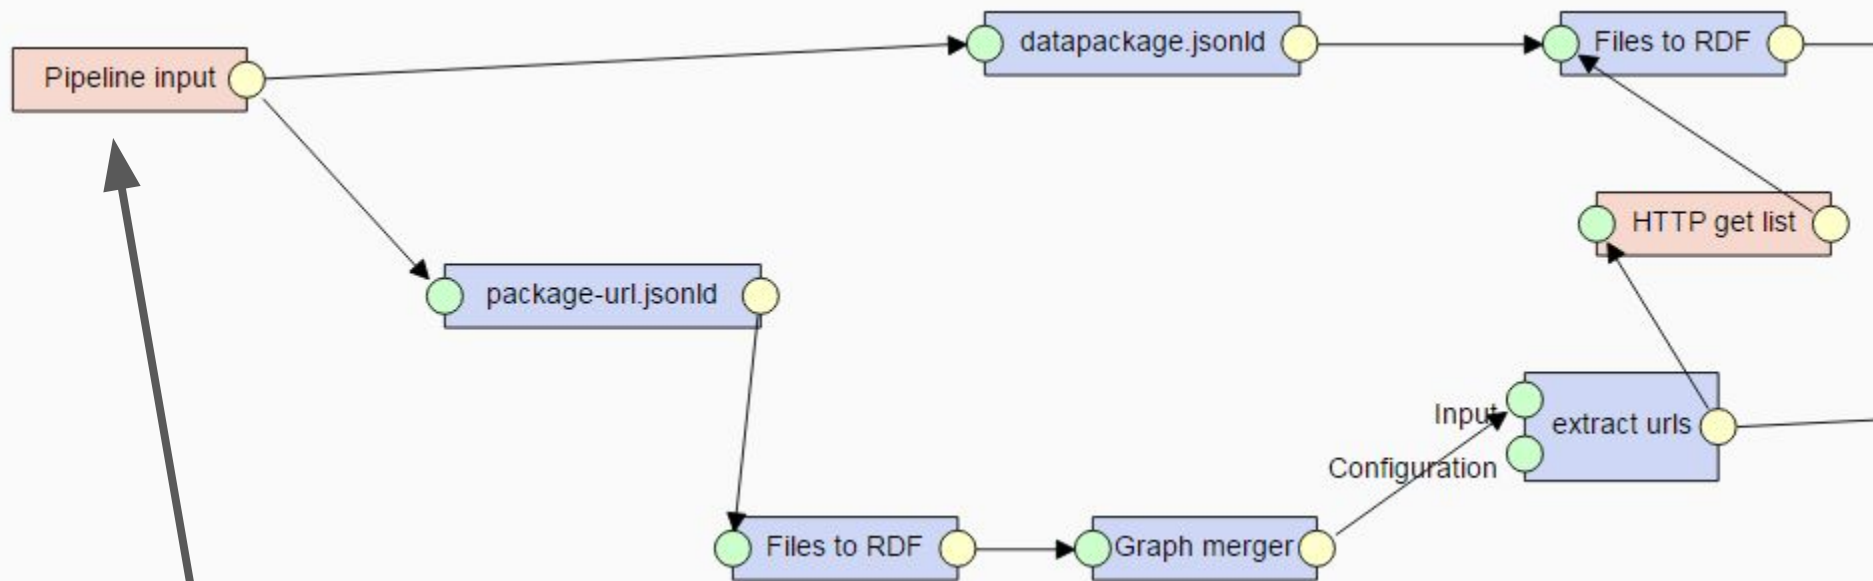 Pipeline input
datapackage.jsonld
Files to RDF
HTTP get list
package-url.jsonld
Input
extract urls
Configuration
Files to RDF
Graph merger